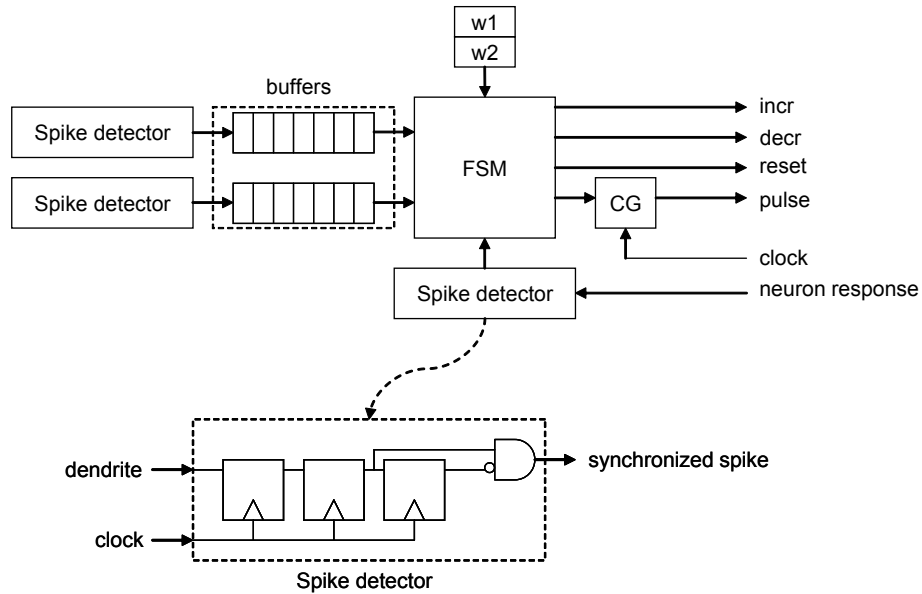 w1
w2
buffers
Spike detector
Spike detector
FSM
incr
decr
reset
CG
pulse
clock
Spike detector
neuron response
dendrite
synchronized spike
clock
Spike detector